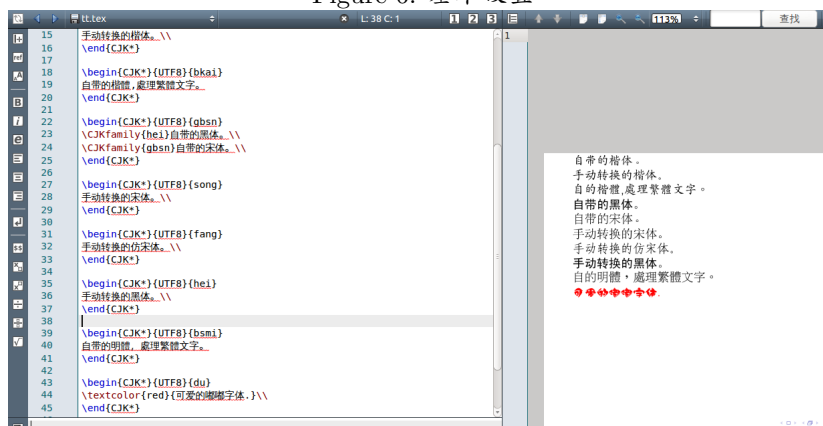 tt.tex
L: 38 C: 1
1 2 3
113%
查找
15 手动转换的楷体。\\
16 \end{CJK*}
17
18 \begin{CJK*}{UTF8}{bkai}
19 自带的楷體,處理繁體文字。
20 \end{CJK*}
21
22 \begin{CJK*}{UTF8}{gbsn}
23 \CJKfamily{hei}自带的黑体。\\
24 \CJKfamily{gbsn}自带的宋体。\\
25 \end{CJK*}
26
27 \begin{CJK*}{UTF8}{song}
28 手动转换的宋体。\\
29 \end{CJK*}
30
31 \begin{CJK*}{UTF8}{fang}
32 手动转换的仿宋体。\\
33 \end{CJK*}
34
35 \begin{CJK*}{UTF8}{hei}
36 手动转换的黑体。\\
37 \end{CJK*}
38
39 \begin{CJK*}{UTF8}{bsmi}
40 自带的明體, 處理繁體文字。
41 \end{CJK*}
42
43 \begin{CJK*}{UTF8}{du}
44 \textcolor{red}{可爱的嘟嘟字体.}\\
45 \end{CJK*}
1
自带的楷体。
手动转换的楷体。
自的楷體,處理繁體文字。
自带的黑体。
自带的宋体。
手动转换的宋体。
手动转换的仿宋体。
手动转换的黑体。
自的明體，處理繁體文字。